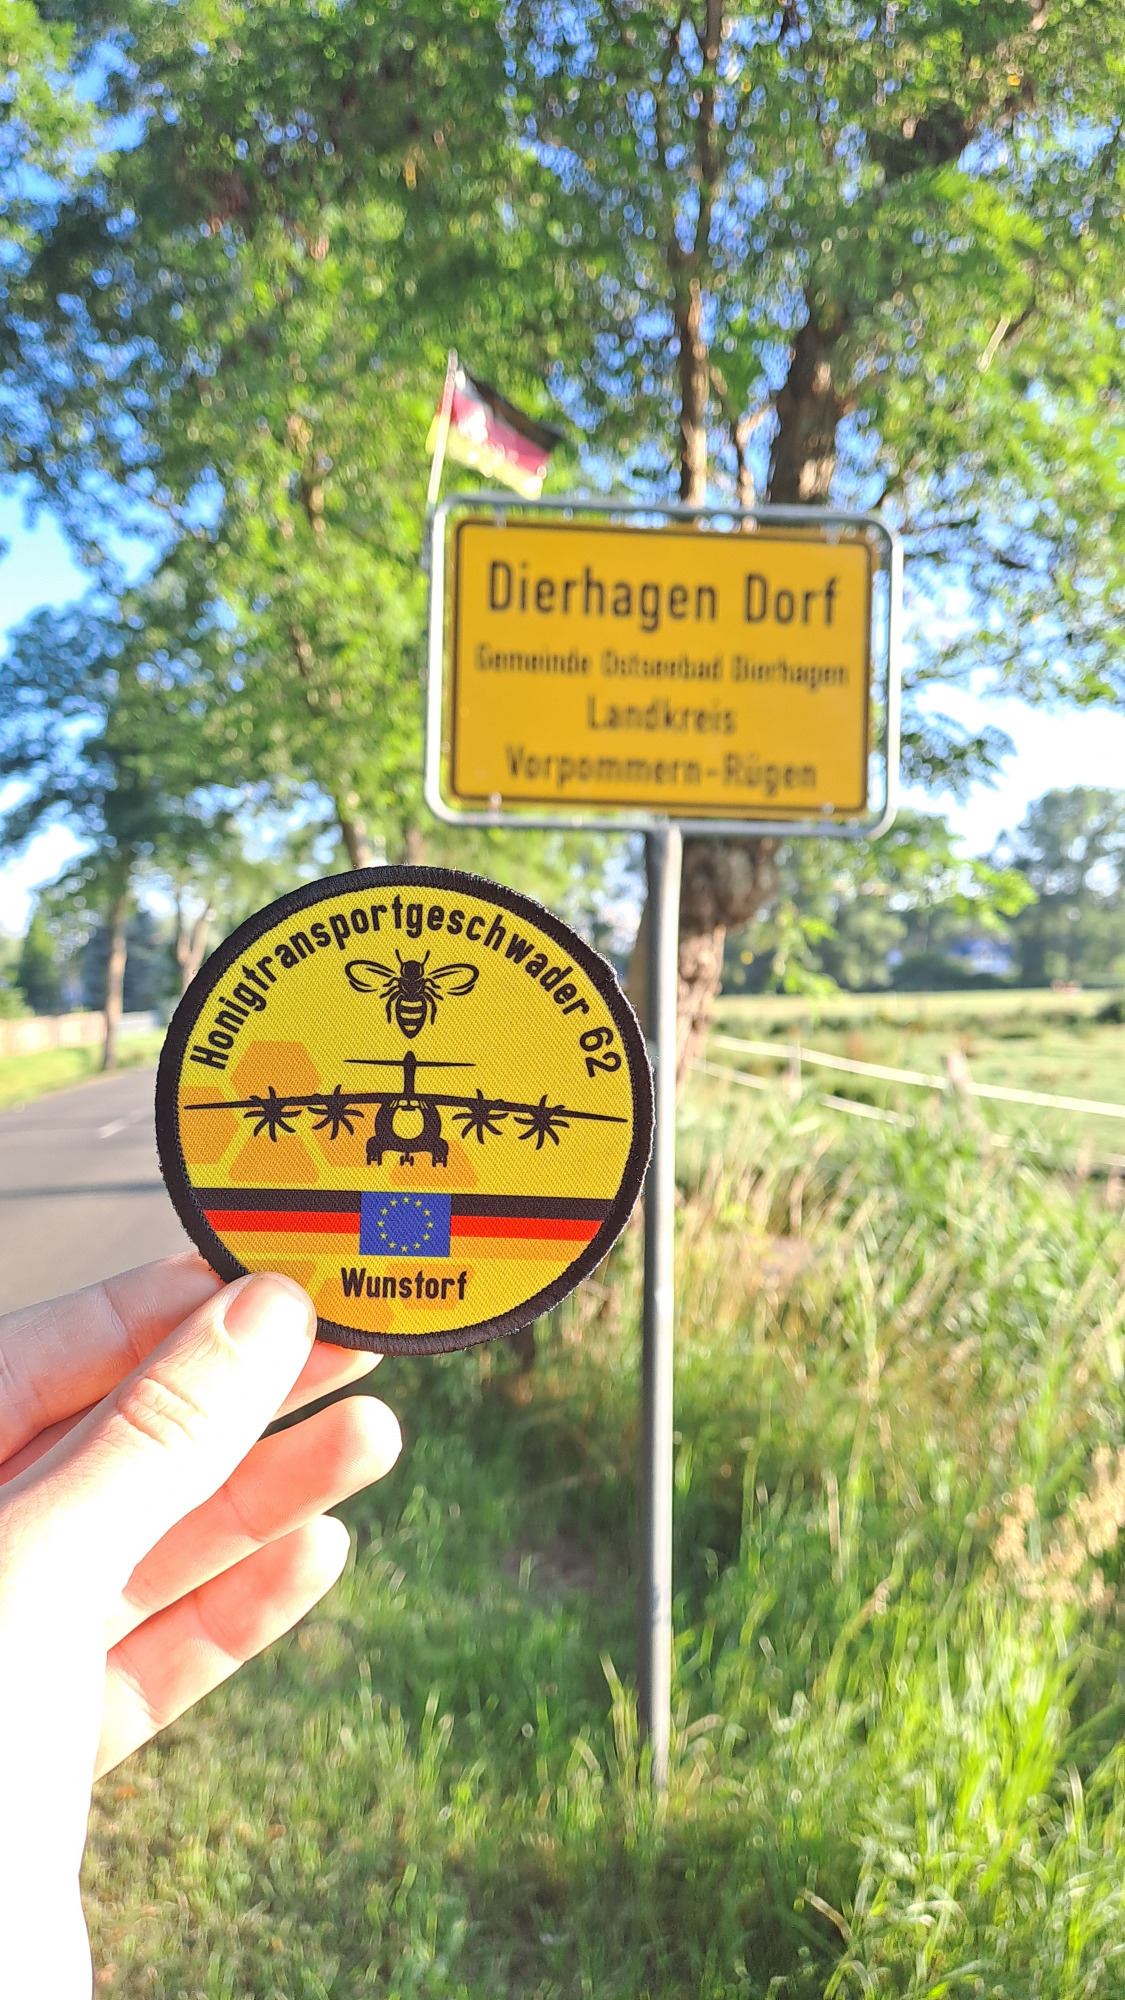 Dierhagen Dorf
Gemeinde Ostseebad Dierhagen
Landkreis
Vorpommern-Rügen
Honigtransportgeschwader 62
Wunstorf